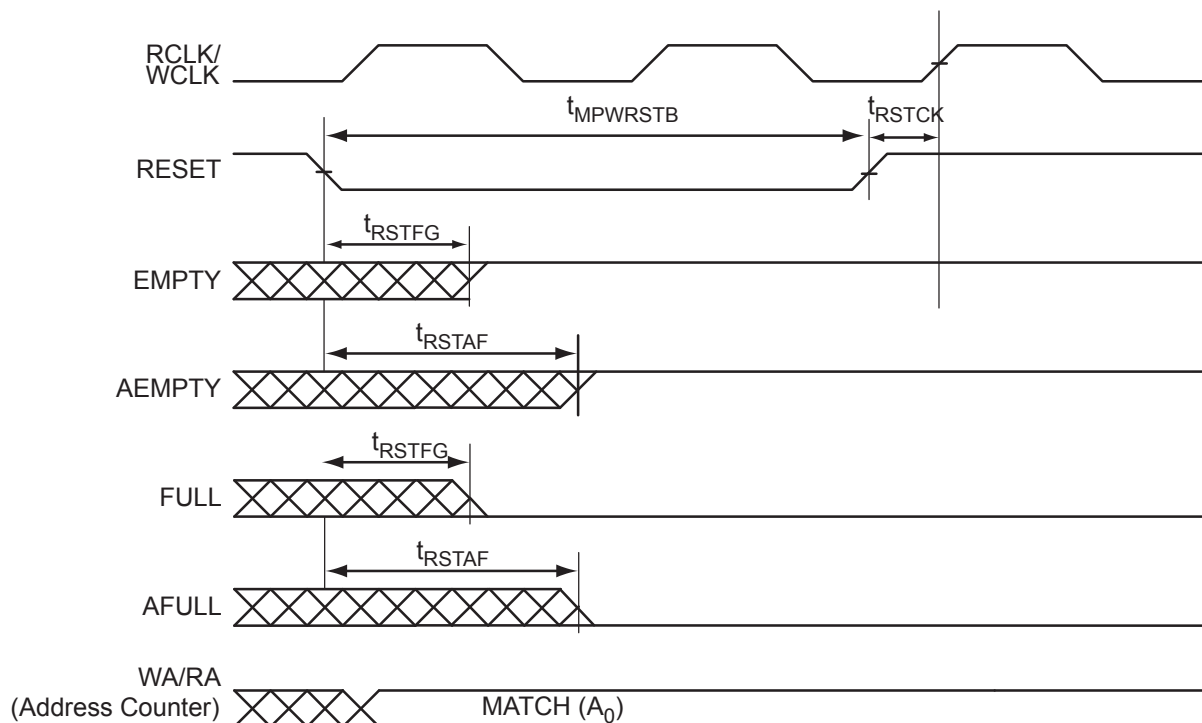 RCLK/
WCLK
tMPWRSTB
tRSTCK
RESET
tRSTFG
EMPTY
tRSTAF
AEMPTY
tRSTFG
FULL
tRSTAF
AFULL
WA/RA
(Address Counter)
MATCH (A0)